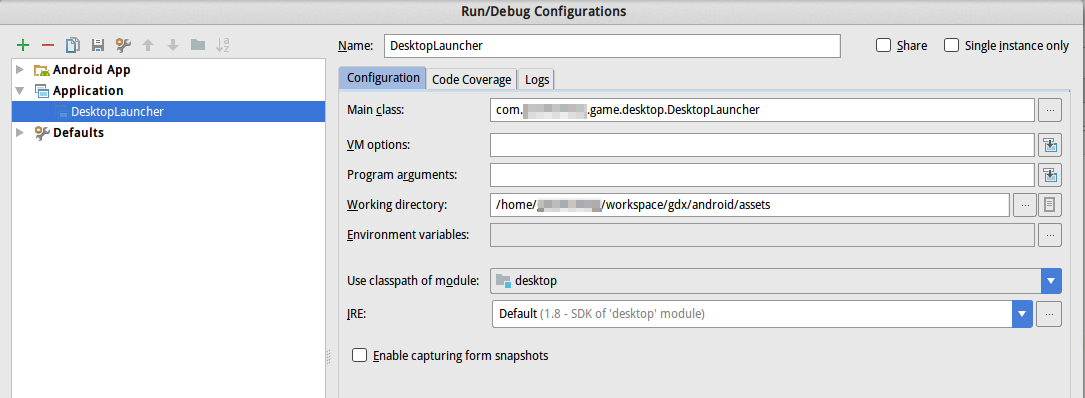 Run/Debug Configurations
Name: DesktopLauncher Share Single instance only
Android App
Application
DesktopLauncher
Defaults
Configuration Code Coverage Logs
Main class: com. .game.desktop.DesktopLauncher ...
VM options:
Program arguments:
Working directory: /home/ /workspace/gdx/android/assets ...
Environment variables: ...
Use classpath of module: desktop
JRE: Default (1.8 - SDK of 'desktop' module) ...
Enable capturing form snapshots